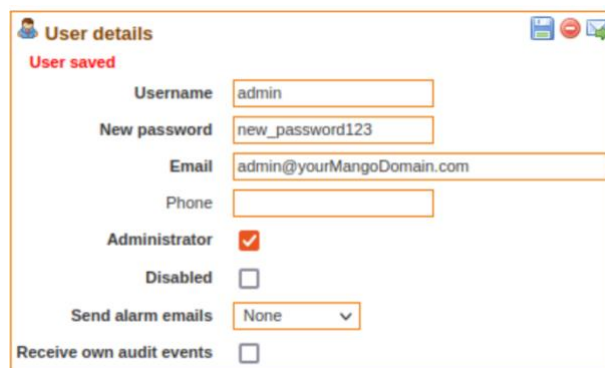 User details
User saved
Username admin
New password new_password123
Email admin@yourMangoDomain.com
Phone
Administrator
Disabled
Send alarm emails None
Receive own audit events